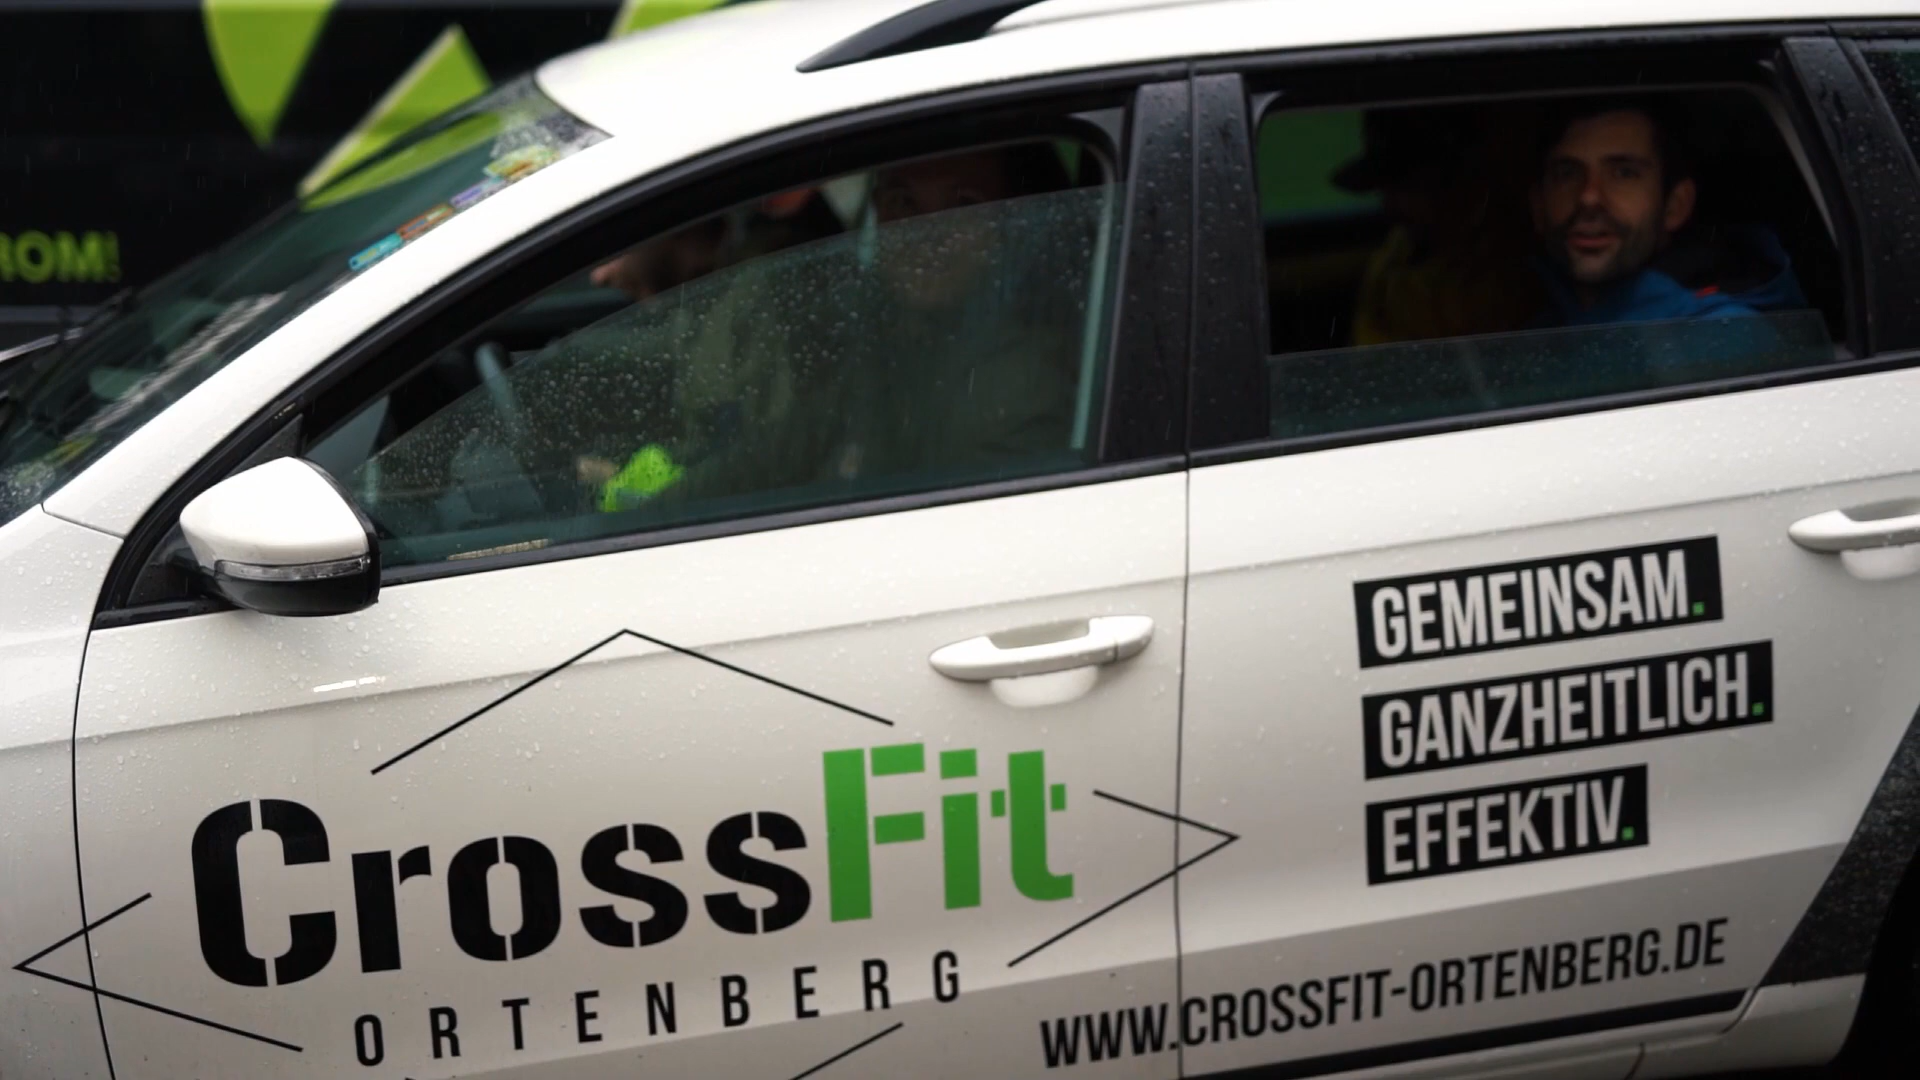 ROM!
GEMEINSAM.
GANZHEITLICH.
EFFEKTIV.
CrossFit
ORTENBERG
WWW.CROSSFIT-ORTENBERG.DE